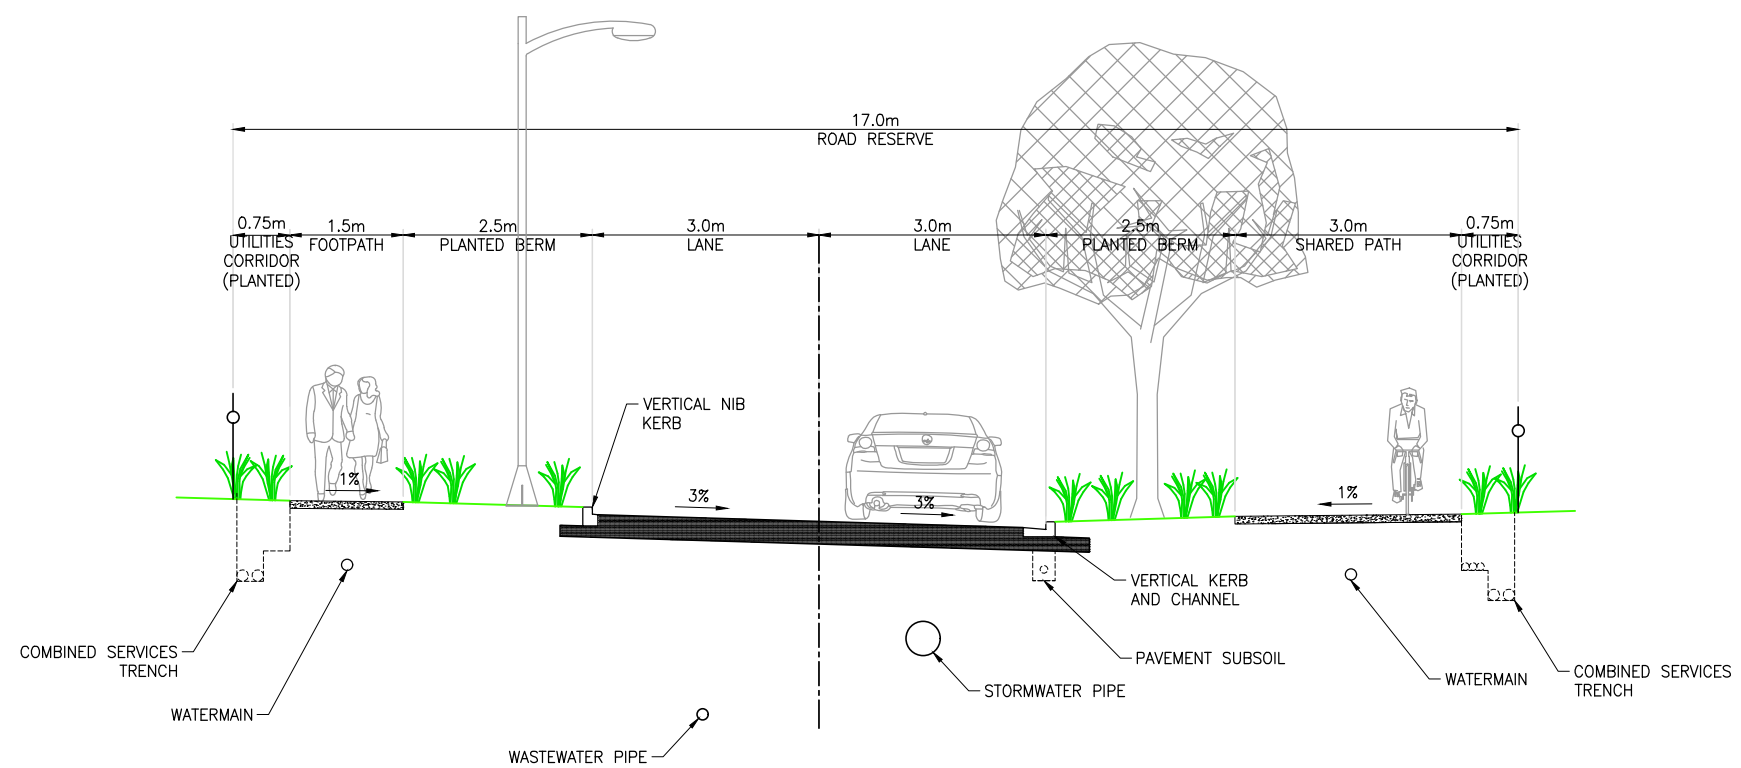 17.0m
ROAD RESERVE
0.75m
UTILITIES
CORRIDOR
(PLANTED)
1.5m
FOOTPATH
2.5m
PLANTED BERM
3.0m
LANE
3.0m
LANE
2.5m
PLANTED BERM
3.0m
SHARED PATH
0.75m
UTILITIES
CORRIDOR
(PLANTED)
VERTICAL NIB
KERB
1%
3%
3%
1%
VERTICAL KERB
AND CHANNEL
COMBINED SERVICES
TRENCH
WATERMAIN
WASTEWATER PIPE
STORMWATER PIPE
PAVEMENT SUBSOIL
WATERMAIN
COMBINED SERVICES
TRENCH